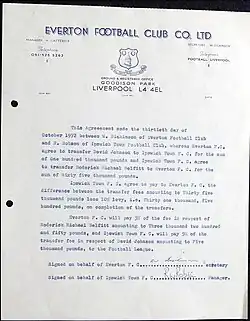 EVERTON FOOTBALL CLUB CO. LTD
GROUND & REGISTERED OFFICE
GOODISON PARK
LIVERPOOL L4 4EL
This Agreement made the thirtieth day of
October 1972 between W. Dickinson of Everton Football Club
and R. Robson of Ipswich Town Football Club, whereas Everton F.C.
agree to transfer David Johnson to Ipswich Town F. C. for the sum
of One hundred thousand pounds and Ipswich Town F. C. agree
to transfer Roderick Michael Belfitt to Everton F. C. for the
sum of Sixty five thousand pounds.
Ipswich Town F. C. agree to pay to Everton F. C. the
difference between the transfer fees amounting to Thirty five
thousand pounds less 10% levy, i.e. Thirty one thousand, five
hundred pounds, on completion of the transfers.
Everton F. C. will pay 5% of the fee in respect of
Roderick Michael Belfitt amounting to Three thousand two hundred
and fifty pounds, and Ipswich Town F. C. will pay 5% of the
transfer fee in respect of David Johnson amounting to Five
thousand pounds, to the Football League.
Signed on behalf of Everton F. C.
Signed on behalf of Ipswich Town F. C. Manager.